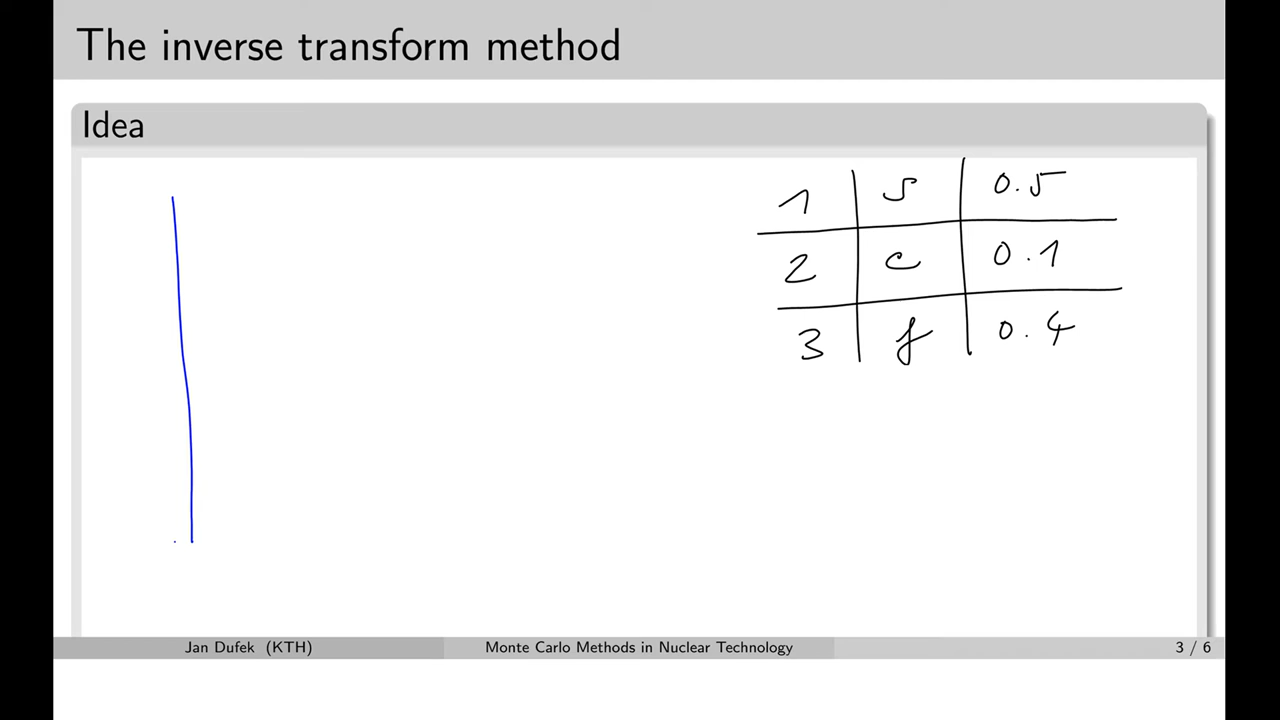 The inverse transform method
Idea
1 s 0.5
2 c 0.1
3 f 0.4
Jan Dufek (KTH) Monte Carlo Methods in Nuclear Technology 3 / 6